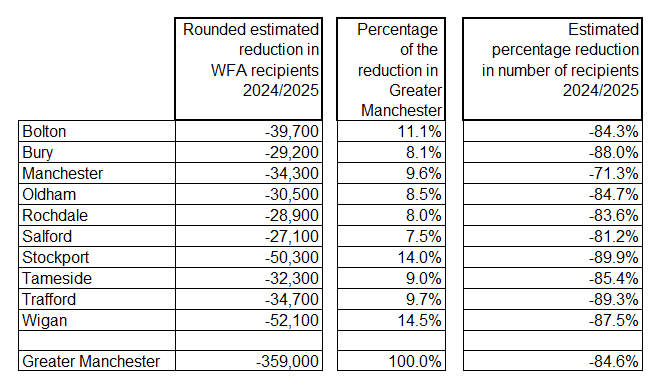 Rounded estimated reduction in WFA recipients 2024/2025 Percentage of the reduction in Greater Manchester Estimated percentage reduction in number of recipients 2024/2025
Bolton -39,700 11.1% -84.3%
Bury -29,200 8.1% -88.0%
Manchester -34,300 9.6% -71.3%
Oldham -30,500 8.5% -84.7%
Rochdale -28,900 8.0% -83.6%
Salford -27,100 7.5% -81.2%
Stockport -50,300 14.0% -89.9%
Tameside -32,300 9.0% -85.4%
Trafford -34,700 9.7% -89.3%
Wigan -52,100 14.5% -87.5%
Greater Manchester -359,000 100.0% -84.6%